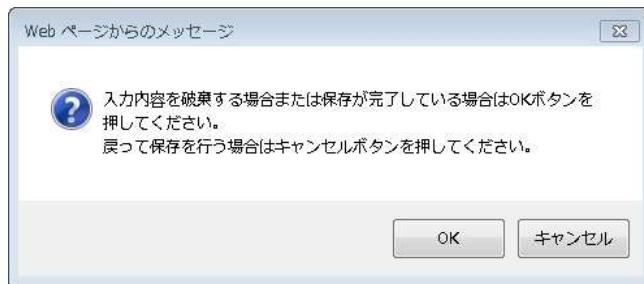 Web ページからのメッセージ
入力内容を破棄する場合または保存が完了している場合はOKボタンを
押してください。
戻って保存を行う場合はキャンセルボタンを押してください。
OK
キャンセル